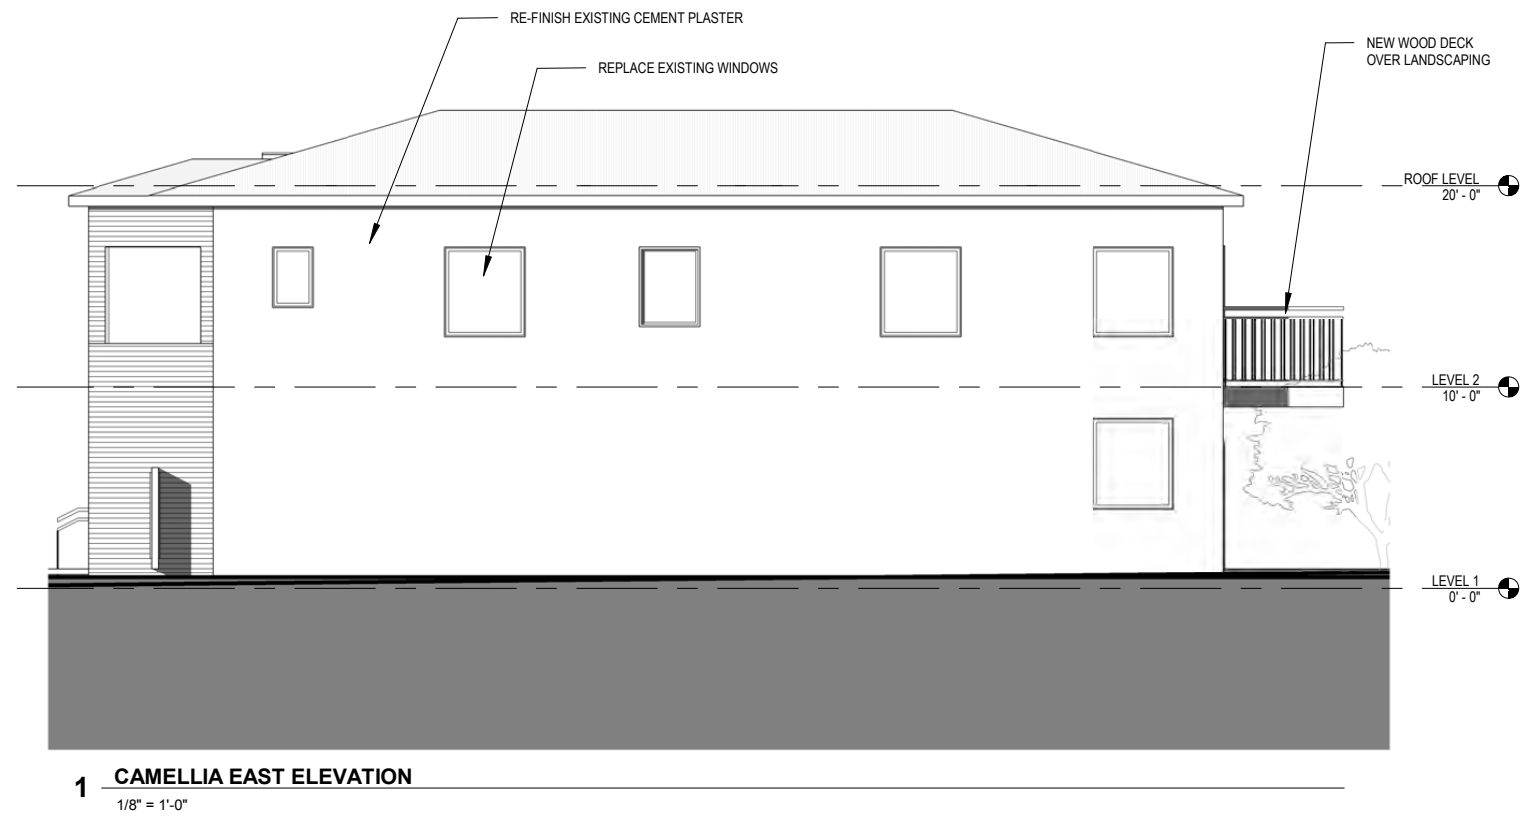 RE-FINISH EXISTING CEMENT PLASTER
NEW WOOD DECK
OVER LANDSCAPING
REPLACE EXISTING WINDOWS
ROOF LEVEL
20' - 0"
LEVEL 2
10' - 0"
LEVEL 1
0' - 0"
1 CAMELLIA EAST ELEVATION
1/8" = 1'-0"